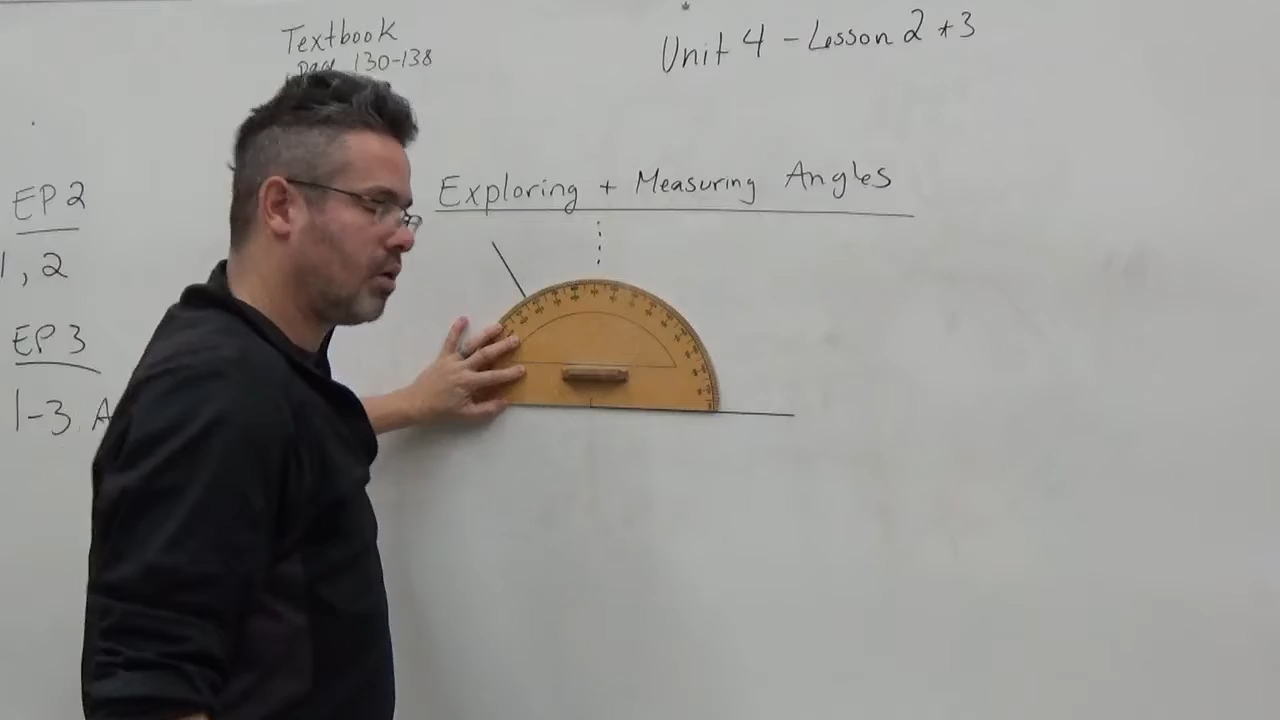 Textbook
page 130-138
Unit 4 - Lesson 2 + 3
Exploring + Measuring Angles
EP 2
1, 2
EP 3
1-3, A